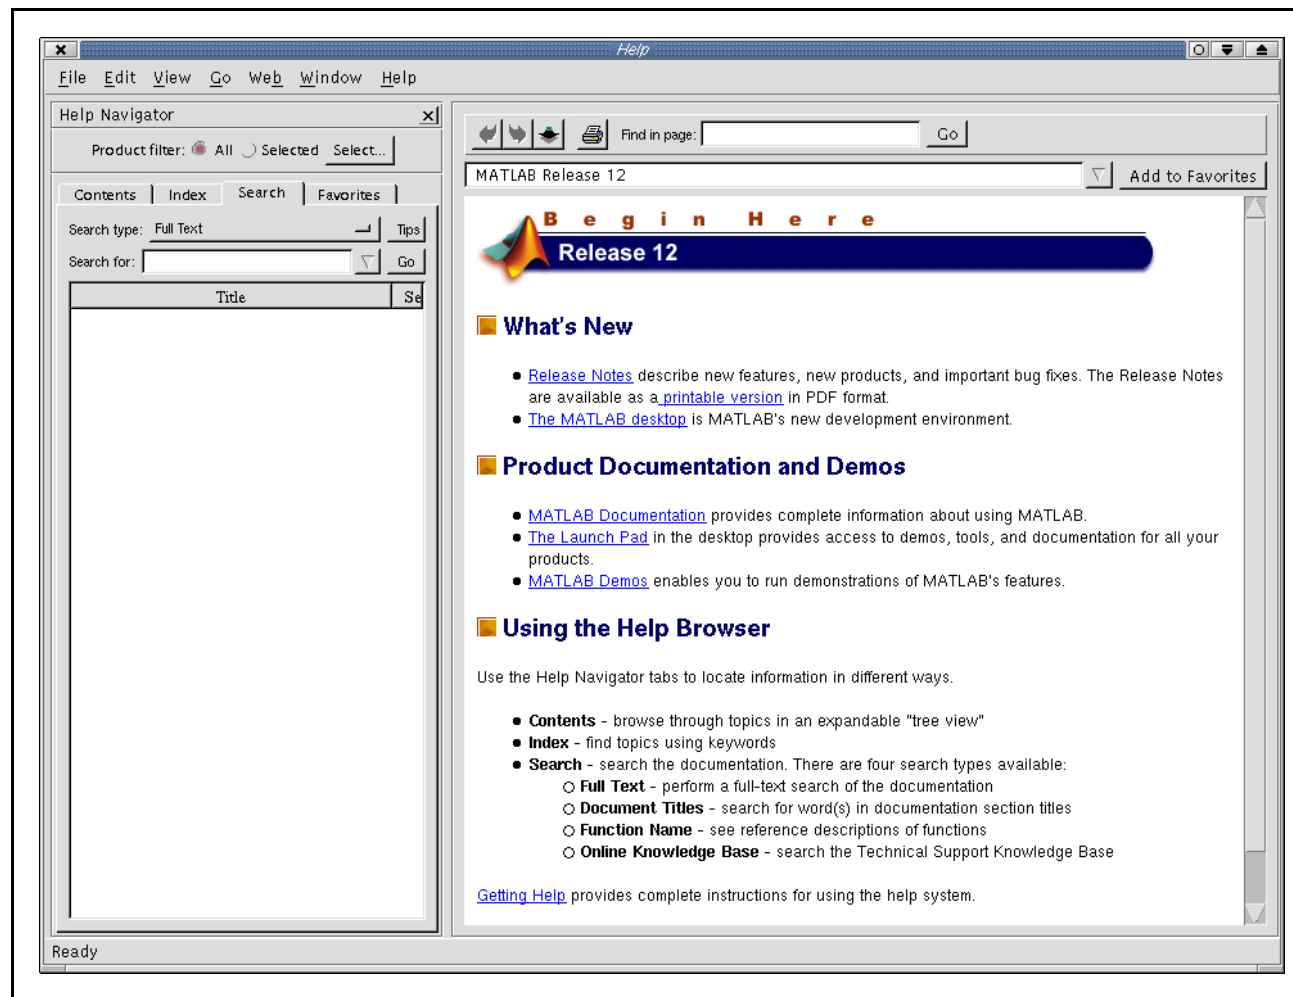 Help
File Edit View Go Web Window Help
Help Navigator
Product filter: All Selected Select...
Contents Index Search Favorites
Search type: Full Text Tips
Search for: Go
Title Se
Find in page: Go
MATLAB Release 12 Add to Favorites
Begin Here
Release 12
What's New
Release Notes describe new features, new products, and important bug fixes. The Release Notes
are available as a printable version in PDF format.
The MATLAB desktop is MATLAB's new development environment.
Product Documentation and Demos
MATLAB Documentation provides complete information about using MATLAB.
The Launch Pad in the desktop provides access to demos, tools, and documentation for all your
products.
MATLAB Demos enables you to run demonstrations of MATLAB's features.
Using the Help Browser
Use the Help Navigator tabs to locate information in different ways.
Contents - browse through topics in an expandable "tree view"
Index - find topics using keywords
Search - search the documentation. There are four search types available:
Full Text - perform a full-text search of the documentation
Document Titles - search for word(s) in documentation section titles
Function Name - see reference descriptions of functions
Online Knowledge Base - search the Technical Support Knowledge Base
Getting Help provides complete instructions for using the help system.
Ready